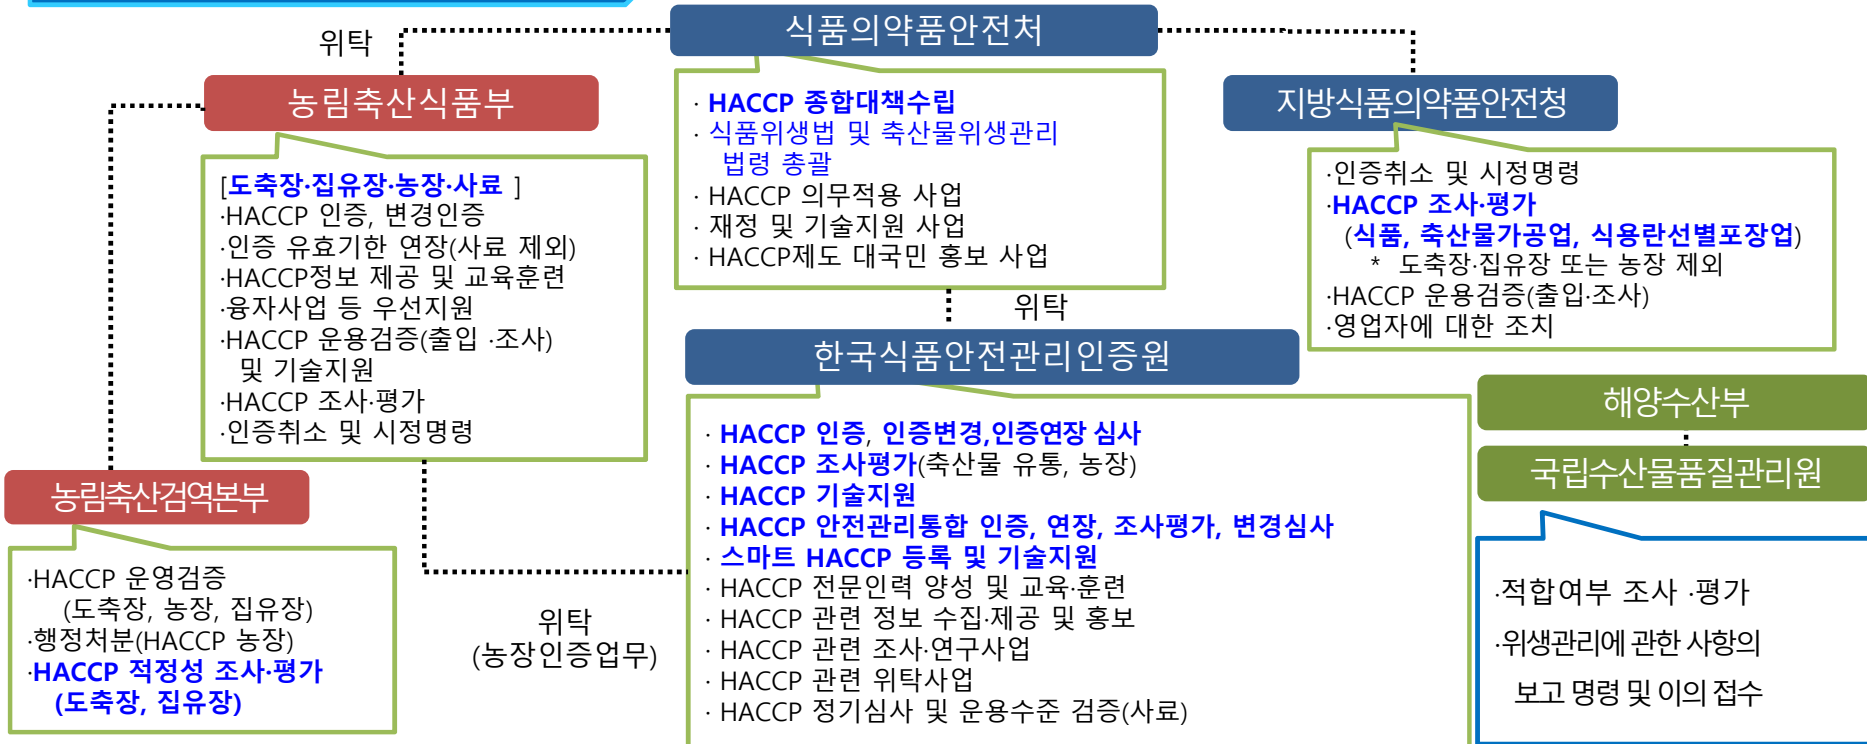 식품의약품안전처
위탁
농림축산식품부
· HACCP 종합대책수립
· 식품위생법 및 축산물위생관리
법령 총괄
· HACCP 의무적용 사업
· 재정 및 기술지원 사업
· HACCP제도 대국민 홍보 사업
지방식품의약품안전청
[도축장·집유장·농장·사료 ]
·HACCP 인증, 변경인증
·인증 유효기한 연장(사료 제외)
·HACCP정보 제공 및 교육훈련
·융자사업 등 우선지원
·HACCP 운용검증(출입 ·조사)
및 기술지원
·HACCP 조사·평가
·인증취소 및 시정명령
·인증취소 및 시정명령
·HACCP 조사·평가
(식품, 축산물가공업, 식용란선별포장업)
* 도축장·집유장 또는 농장 제외
·HACCP 운용검증(출입·조사)
·영업자에 대한 조치
위탁
한국식품안전관리인증원
· HACCP 인증, 인증변경,인증연장 심사
· HACCP 조사평가(축산물 유통, 농장)
· HACCP 기술지원
· HACCP 안전관리통합 인증, 연장, 조사평가, 변경심사
· 스마트 HACCP 등록 및 기술지원
· HACCP 전문인력 양성 및 교육·훈련
· HACCP 관련 정보 수집·제공 및 홍보
· HACCP 관련 조사·연구사업
· HACCP 관련 위탁사업
· HACCP 정기심사 및 운용수준 검증(사료)
해양수산부
국립수산물품질관리원
·적합여부 조사 ·평가
·위생관리에 관한 사항의
보고 명령 및 이의 접수
농림축산검역본부
·HACCP 운영검증
(도축장, 농장, 집유장)
·행정처분(HACCP 농장)
·HACCP 적정성 조사·평가
(도축장, 집유장)
위탁
(농장인증업무)